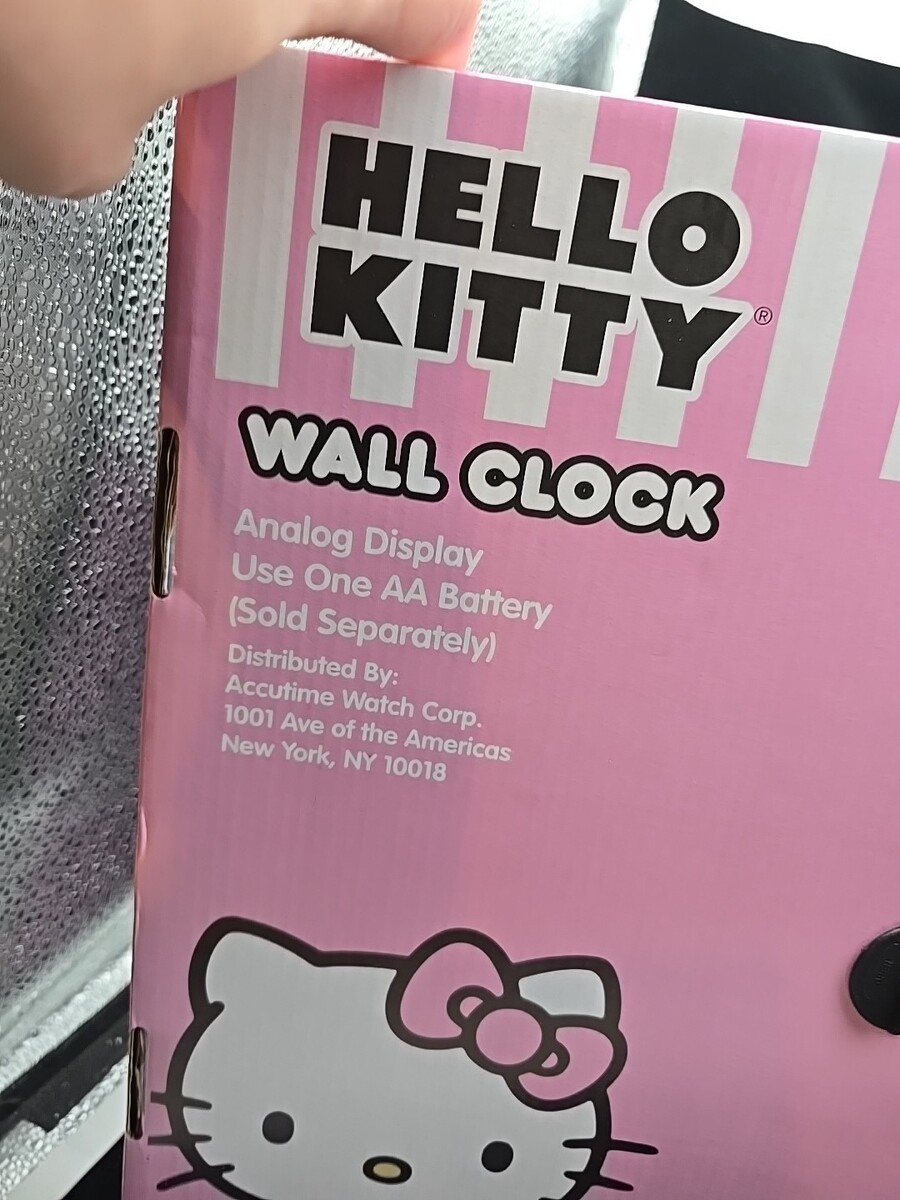 HELLO
KITTY®
WALL CLOCK
Analog Display
Use One AA Battery
(Sold Separately)
Distributed By:
Accutime Watch Corp.
1001 Ave of the Americas
New York, NY 10018